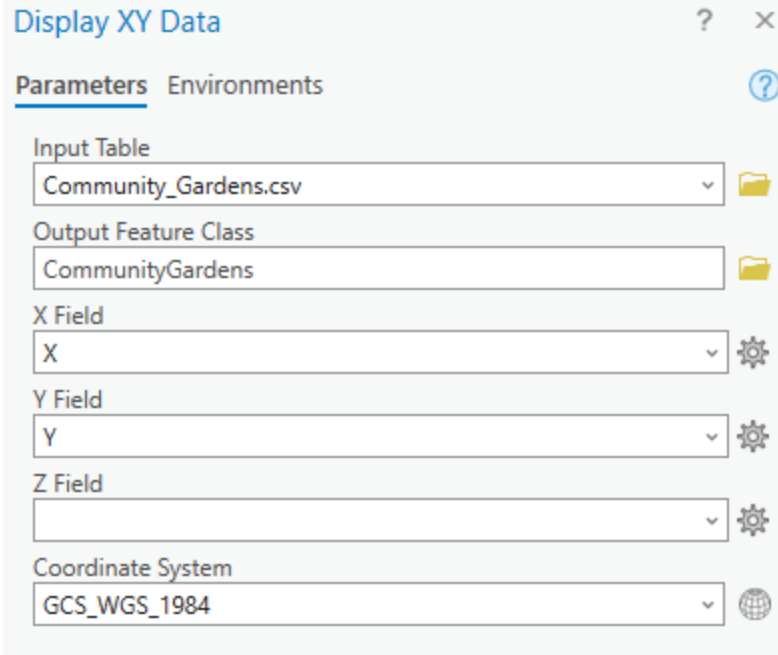 Display XY Data ? ×
Parameters Environments ?
Input Table
Community_Gardens.csv
Output Feature Class
CommunityGardens
X Field
X
Y Field
Y
Z Field
Coordinate System
GCS_WGS_1984